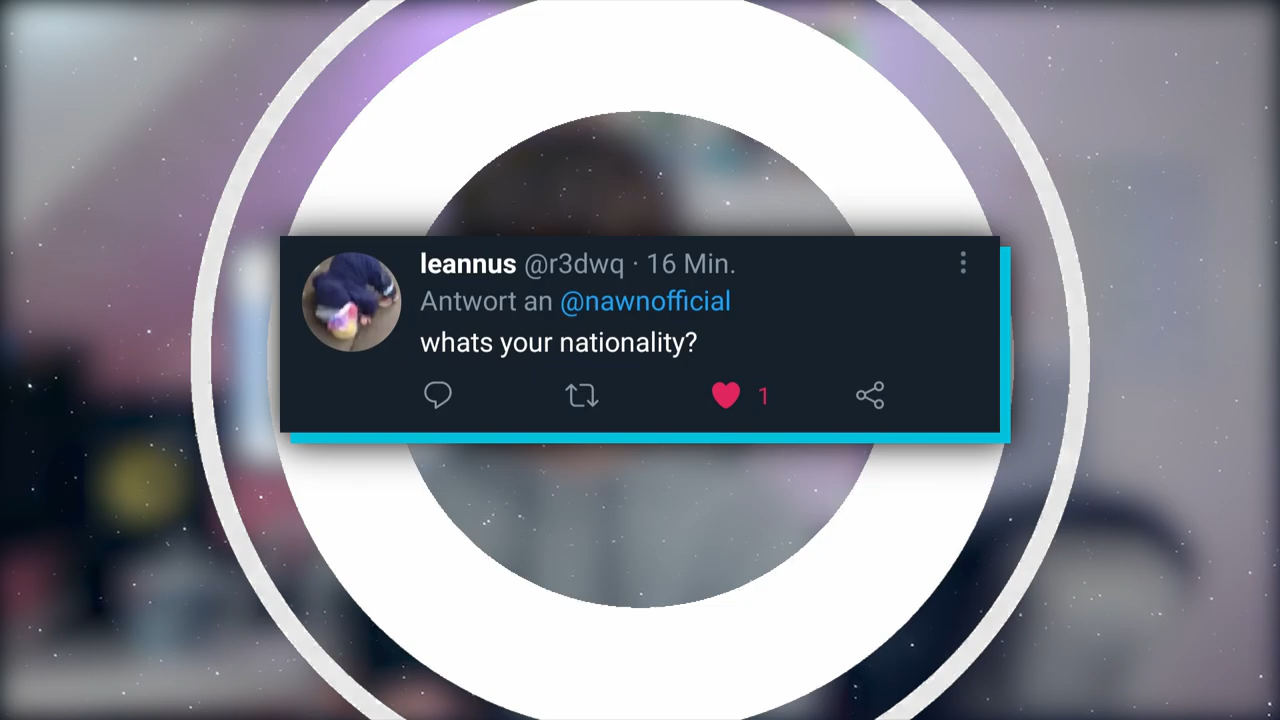 leannus @r3dwq · 16 Min.
Antwort an @nawnofficial
whats your nationality?
1